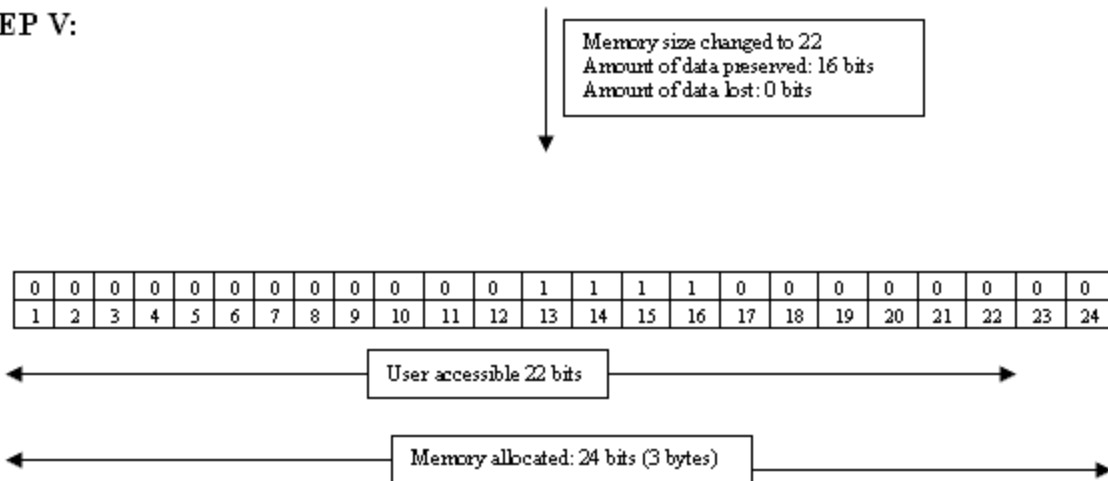 EP V:
Memory size changed to 22
Amount of data preserved: 16 bits
Amount of data lost: 0 bits
0 0 0 0 0 0 0 0 0 0 0 0 1 1 1 1 0 0 0 0 0 0 0 0
1 2 3 4 5 6 7 8 9 10 11 12 13 14 15 16 17 18 19 20 21 22 23 24
User accessible 22 bits
Memory allocated: 24 bits (3 bytes)